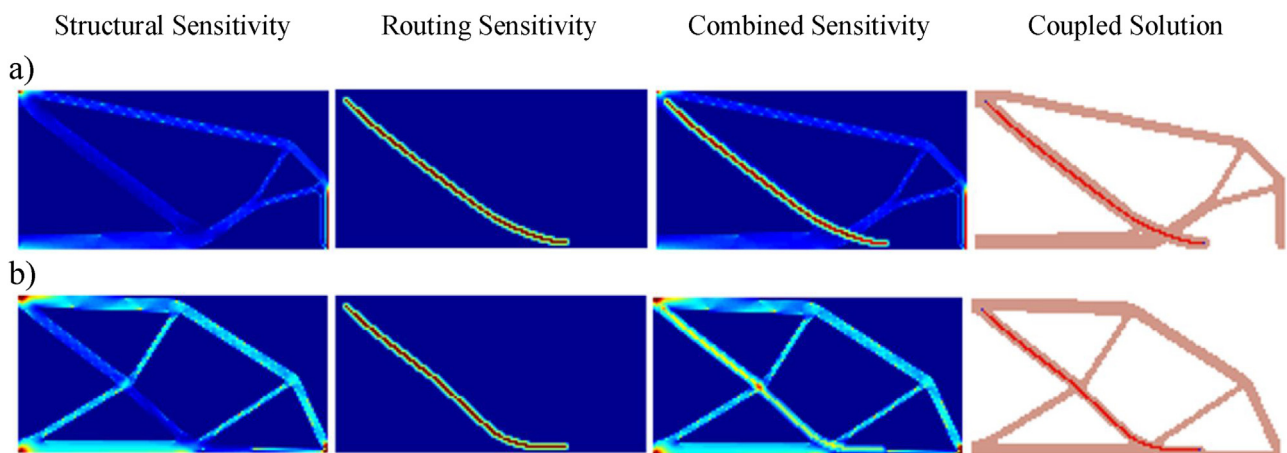 Structural Sensitivity Routing Sensitivity Combined Sensitivity Coupled Solution
a)
b)